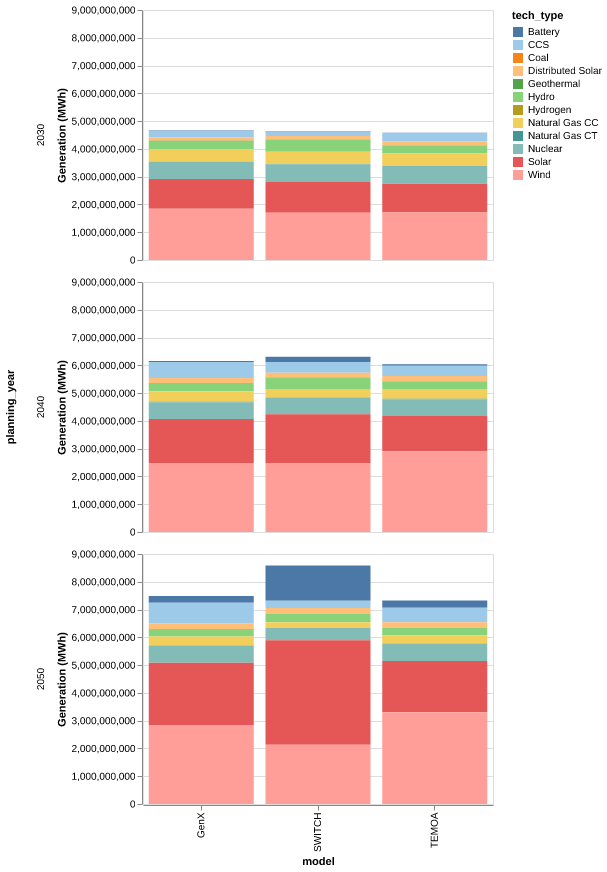 tech_type
Battery
CCS
Coal
Distributed Solar
Geothermal
Hydro
Hydrogen
Natural Gas CC
Natural Gas CT
Nuclear
Solar
Wind
planning_year
2030
Generation (MWh)
9,000,000,000
8,000,000,000
7,000,000,000
6,000,000,000
5,000,000,000
4,000,000,000
3,000,000,000
2,000,000,000
1,000,000,000
0
2040
Generation (MWh)
9,000,000,000
8,000,000,000
7,000,000,000
6,000,000,000
5,000,000,000
4,000,000,000
3,000,000,000
2,000,000,000
1,000,000,000
0
2050
Generation (MWh)
9,000,000,000
8,000,000,000
7,000,000,000
6,000,000,000
5,000,000,000
4,000,000,000
3,000,000,000
2,000,000,000
1,000,000,000
0
GenX
SWITCH
TEMOA
model